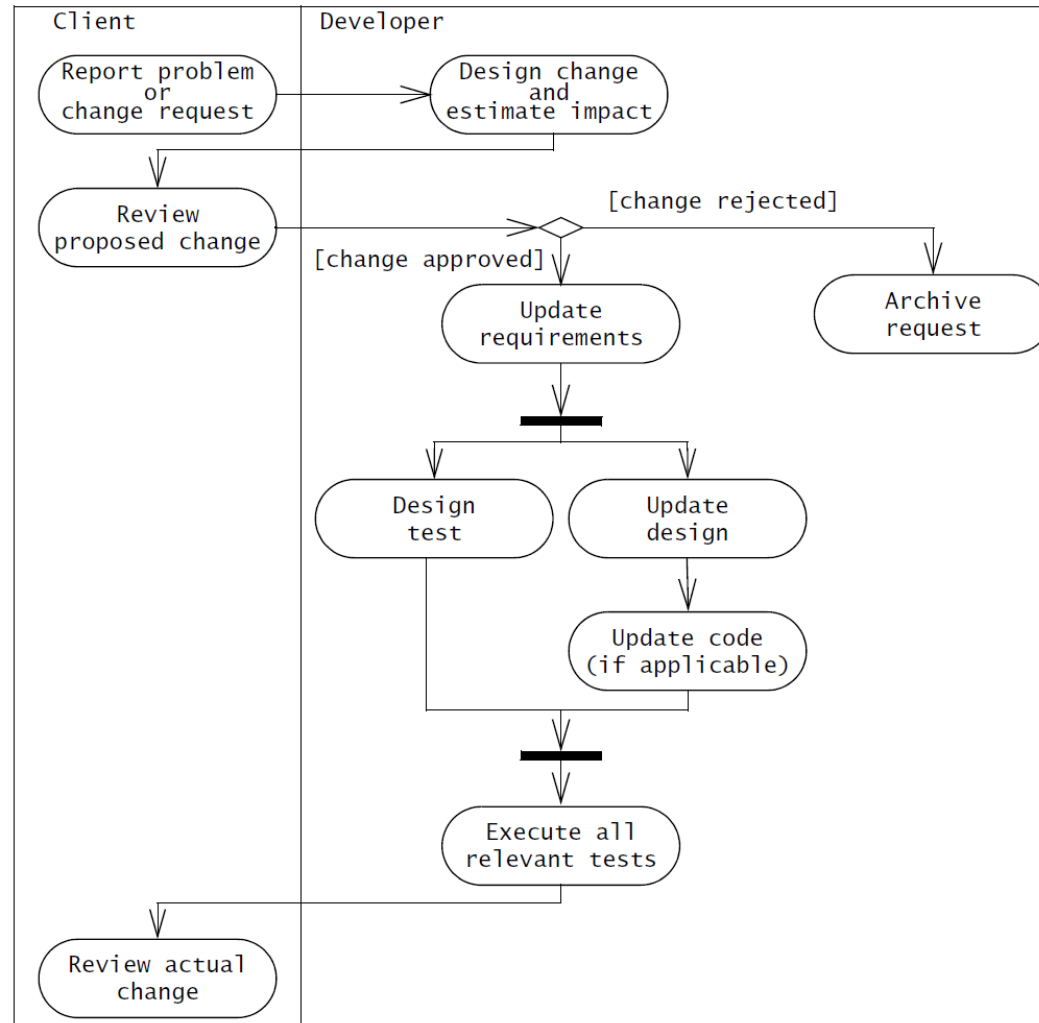 Client
Developer
Report problem
or
change request
Design change
and
estimate impact
Review
proposed change
[change rejected]
[change approved]
Update
requirements
Archive
request
Design
test
Update
design
Update code
(if applicable)
Execute all
relevant tests
Review actual
change